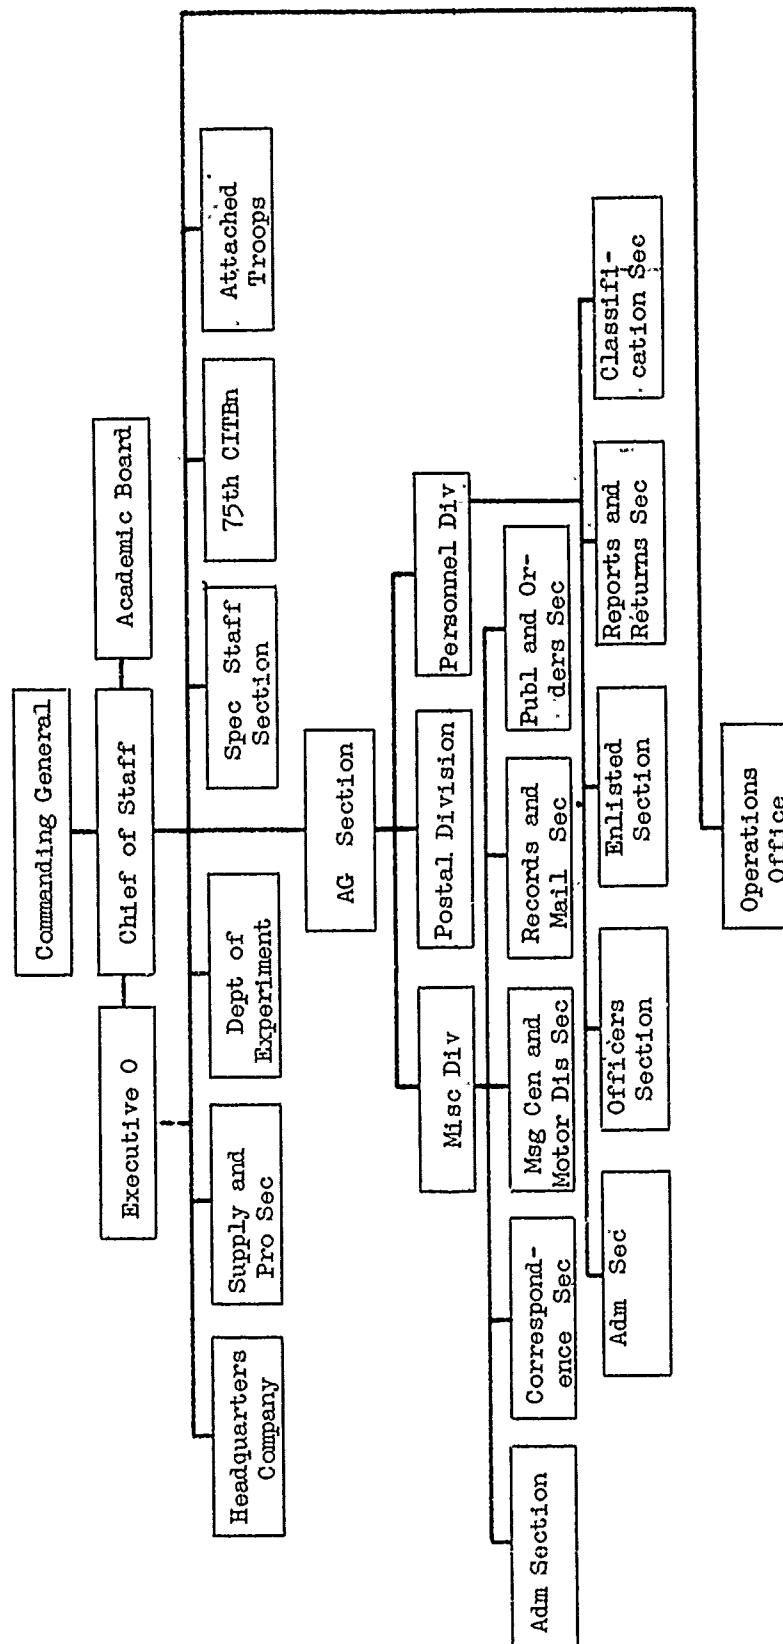 Commanding General
Executive O
Chief of Staff
Academic Board
Headquarters
Company
Supply and
Pro Sec
Dept of
Experiment
Spec Staff
Section
75th CITBn
Attached
Troops
AG Section
Misc Div
Postal Division
Personnel Div
Adm Section
Correspond-
ence Sec
Msg Cen and
Motor Dis Sec
Records and
Mail Sec
Publ and Or-
ders Sec
Adm Sec
Officers
Section
Enlisted
Section
Reports and
Returns Sec
Classifi-
cation Sec
Operations
Office